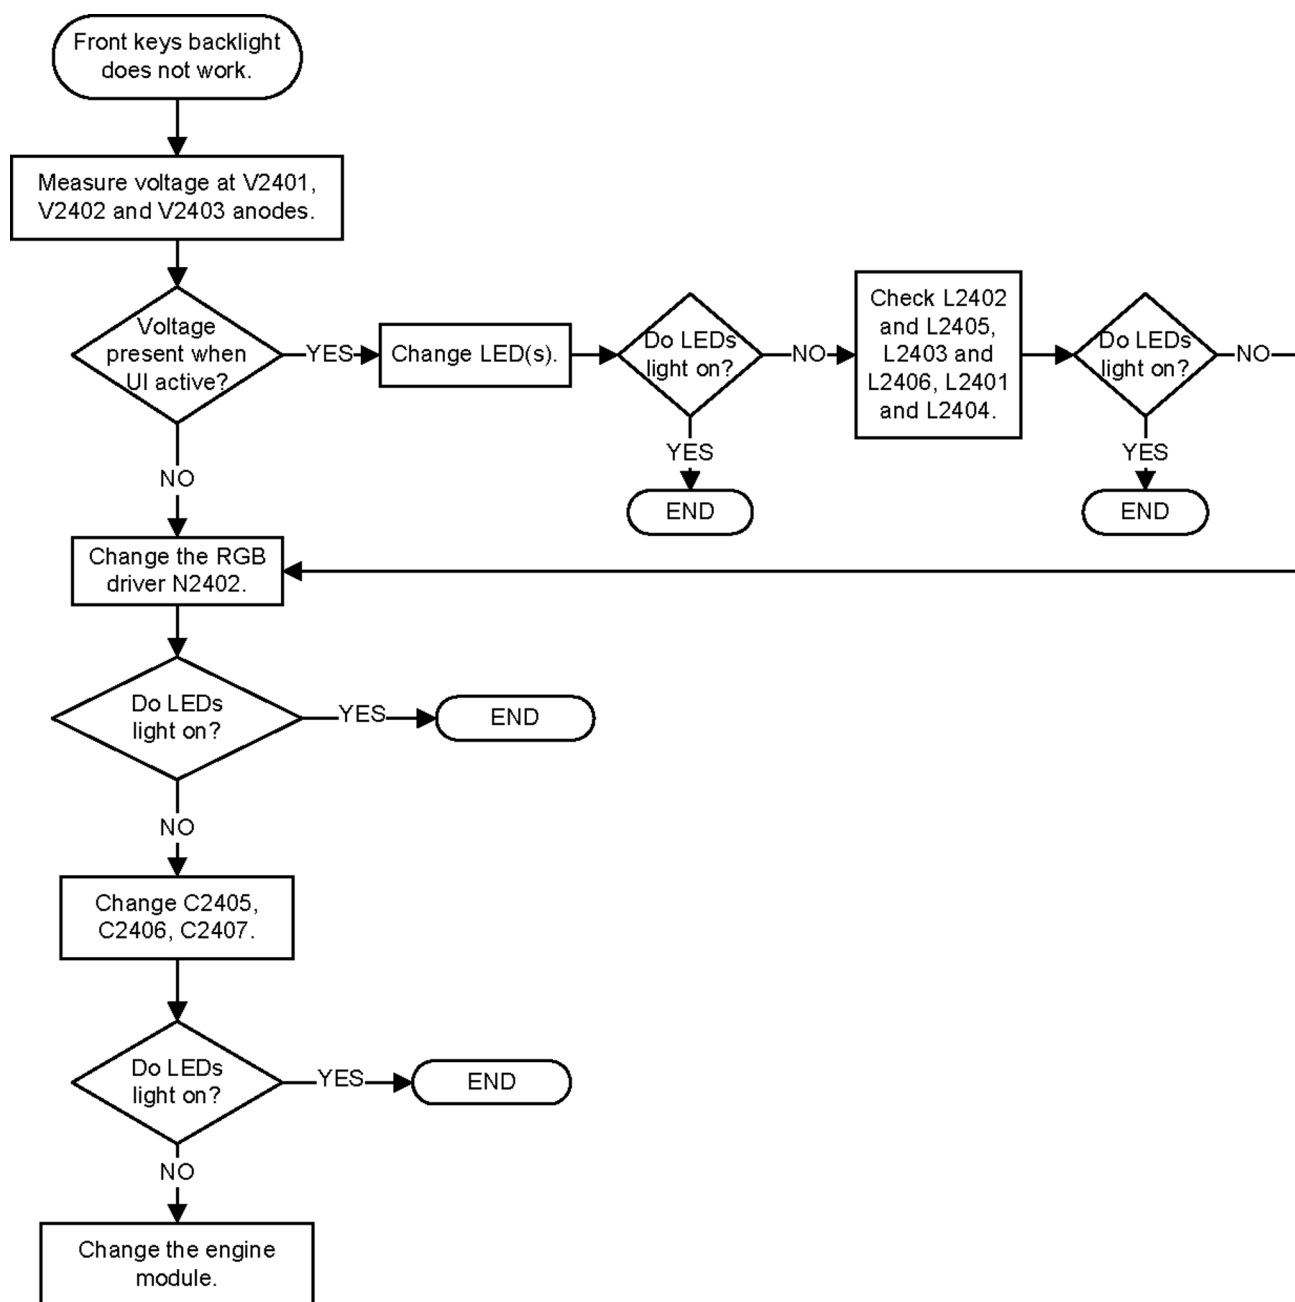 Front keys backlight
does not work.
Measure voltage at V2401,
V2402 and V2403 anodes.
Voltage
present when
UI active?
YES
Change LED(s).
Do LEDs
light on?
NO
Check L2402
and L2405,
L2403 and
L2406, L2401
and L2404.
Do LEDs
light on?
NO
YES
END
YES
END
NO
Change the RGB
driver N2402.
Do LEDs
light on?
YES
END
NO
Change C2405,
C2406, C2407.
Do LEDs
light on?
YES
END
NO
Change the engine
module.